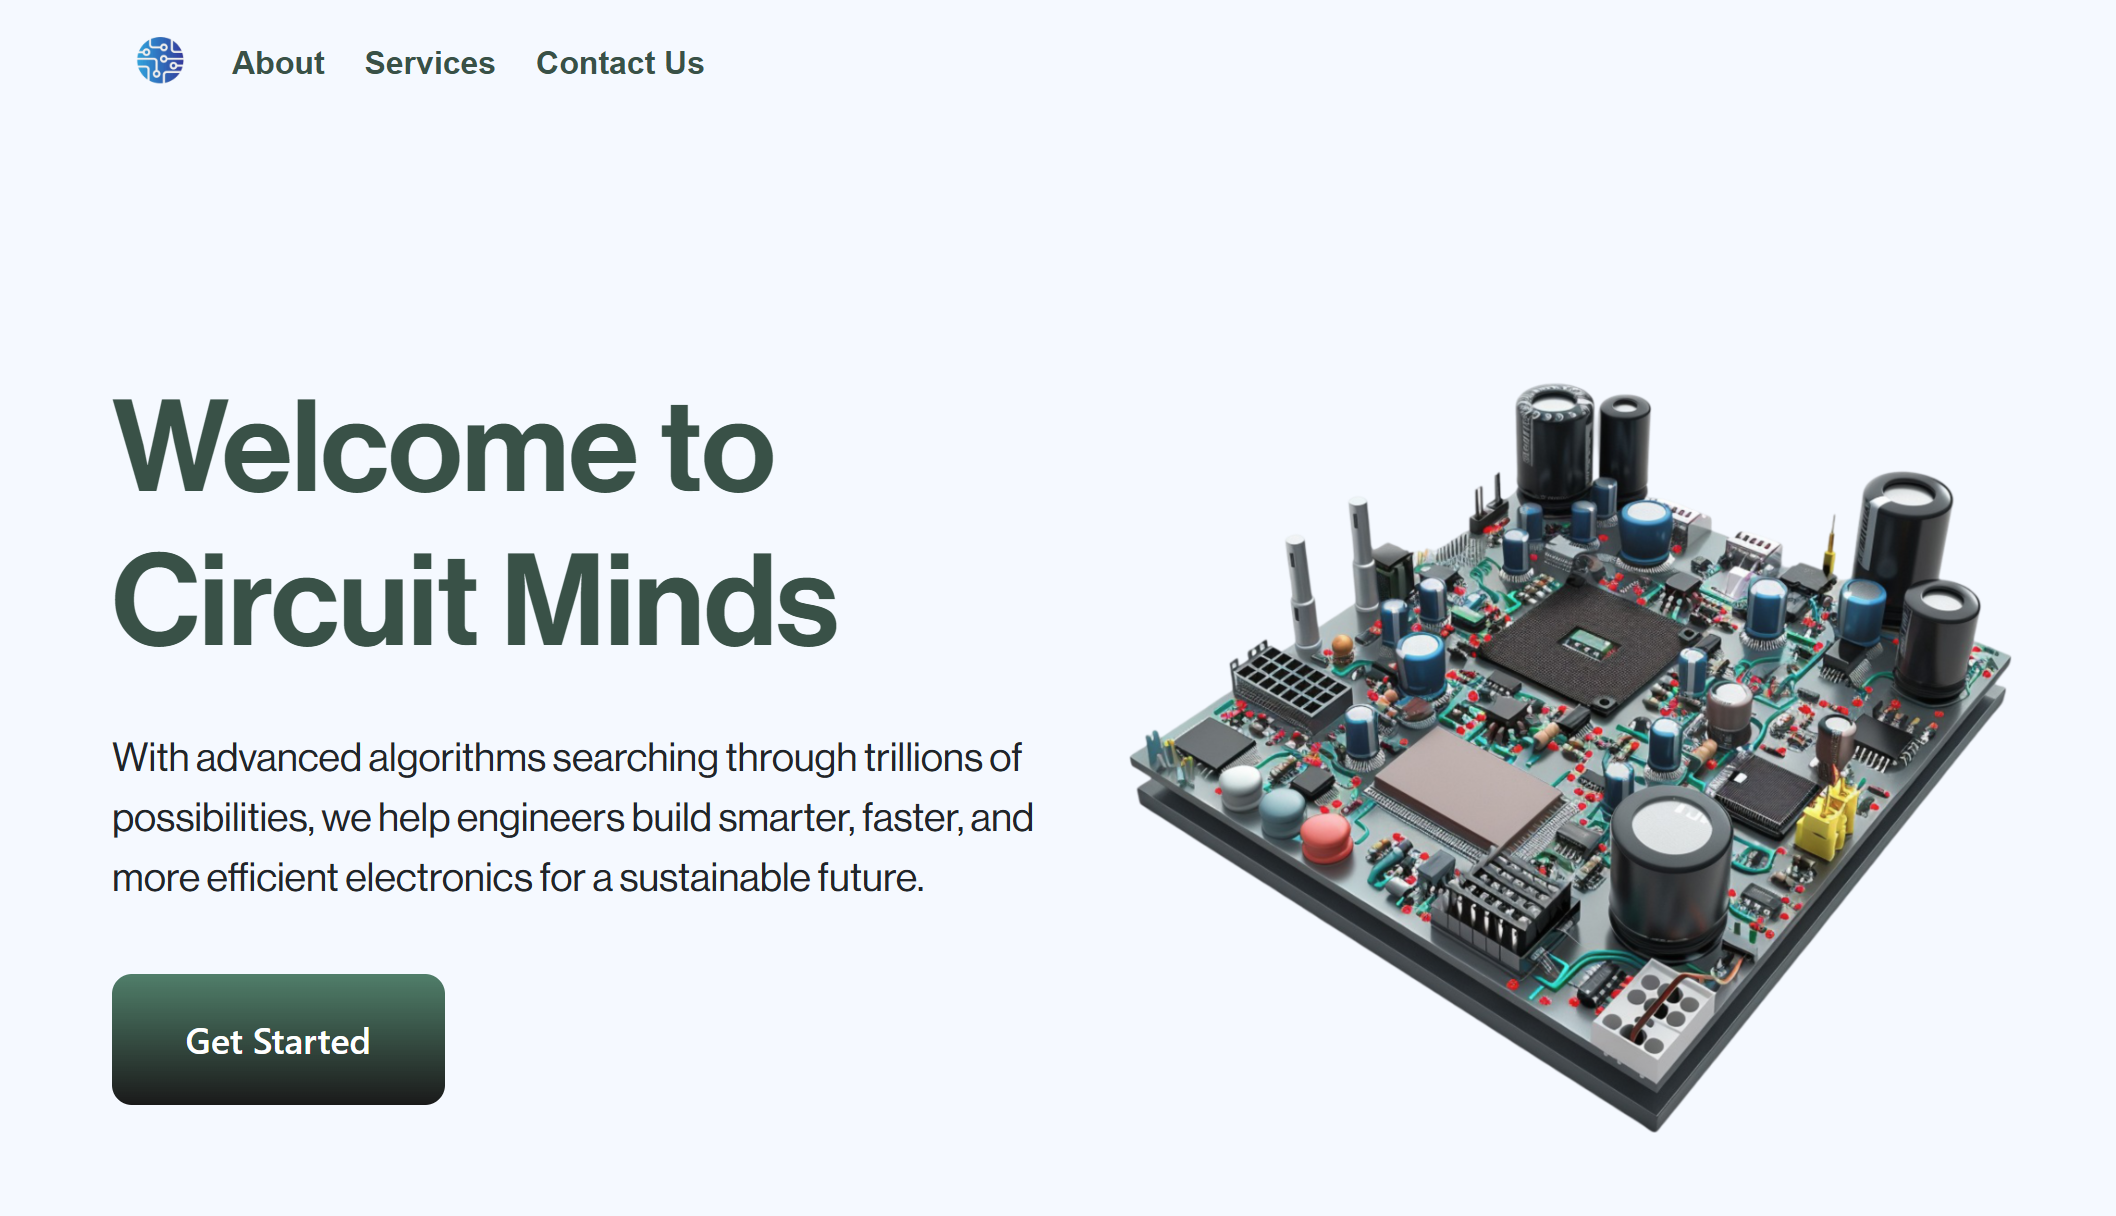 About
Services
Contact Us
Welcome to
Circuit Minds
With advanced algorithms searching through trillions of
possibilities, we help engineers build smarter, faster, and
more efficient electronics for a sustainable future.
Get Started